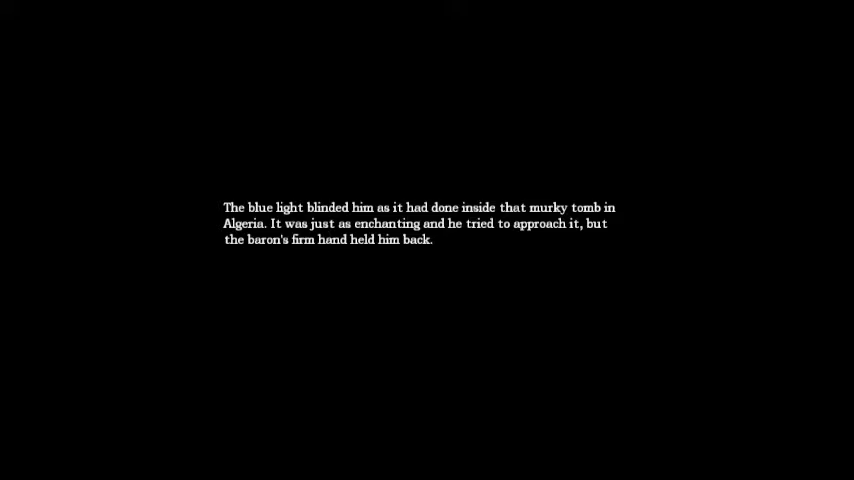 The blue light blinded him as it had done inside that murky tomb in
Algeria. It was just as enchanting and he tried to approach it, but
the baron's firm hand held him back.